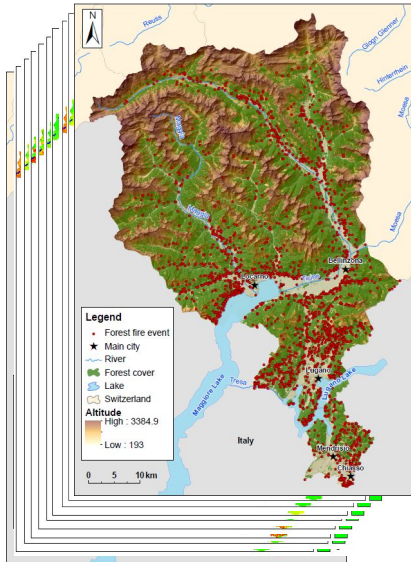 N
Reuss
Glogn Glenner
Hinterrhein
Moesa
Maggia
Maggia
Moesa
Bellinzona
Locarno
Ticino
Legend
Forest fire event
Main city
River
Forest cover
Lake
Switzerland
Altitude
High : 3384.9
Low : 193
0 5 10 km
Maggiore Lake
Tresa
Lugano
Lugano Lake
Italy
Mendrisio
Chiasso